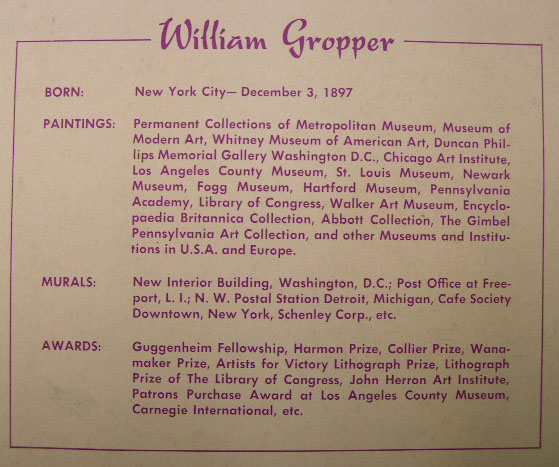 William Gropper
BORN: New York City— December 3, 1897
PAINTINGS: Permanent Collections of Metropolitan Museum, Museum of
Modern Art, Whitney Museum of American Art, Duncan Phil-
lips Memorial Gallery Washington D.C., Chicago Art Institute,
Los Angeles County Museum, St. Louis Museum, Newark
Museum, Fogg Museum, Hartford Museum, Pennsylvania
Academy, Library of Congress, Walker Art Museum, Encyclo-
paedia Britannica Collection, Abbott Collection, The Gimbel
Pennsylvania Art Collection, and other Museums and Institu-
tions in U.S.A. and Europe.
MURALS: New Interior Building, Washington, D.C.; Post Office at Free-
port, L. I.; N. W. Postal Station Detroit, Michigan, Cafe Society
Downtown, New York, Schenley Corp., etc.
AWARDS: Guggenheim Fellowship, Harmon Prize, Collier Prize, Wana-
maker Prize, Artists for Victory Lithograph Prize, Lithograph
Prize of The Library of Congress, John Herron Art Institute,
Patrons Purchase Award at Los Angeles County Museum,
Carnegie International, etc.